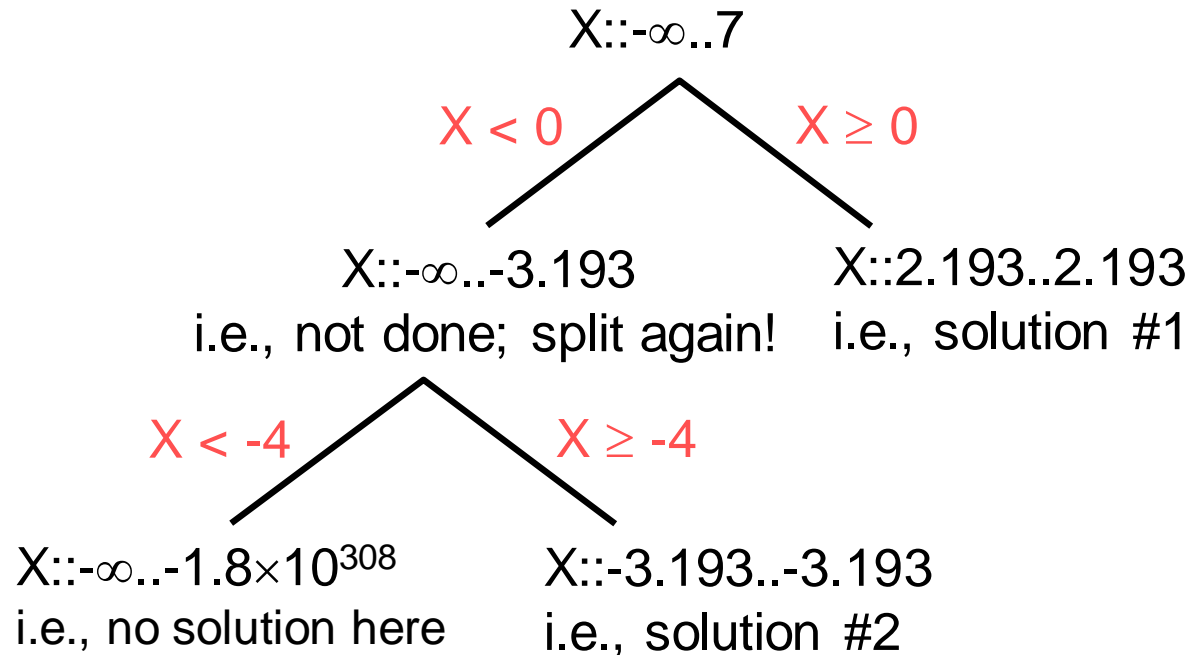 X::-∞..7
X < 0
X ≥ 0
X::-∞..-3.193
i.e., not done; split again!
X::2.193..2.193
i.e., solution #1
X < -4
X ≥ -4
X::-∞..-1.8×10³⁰⁸
i.e., no solution here
X::-3.193..-3.193
i.e., solution #2